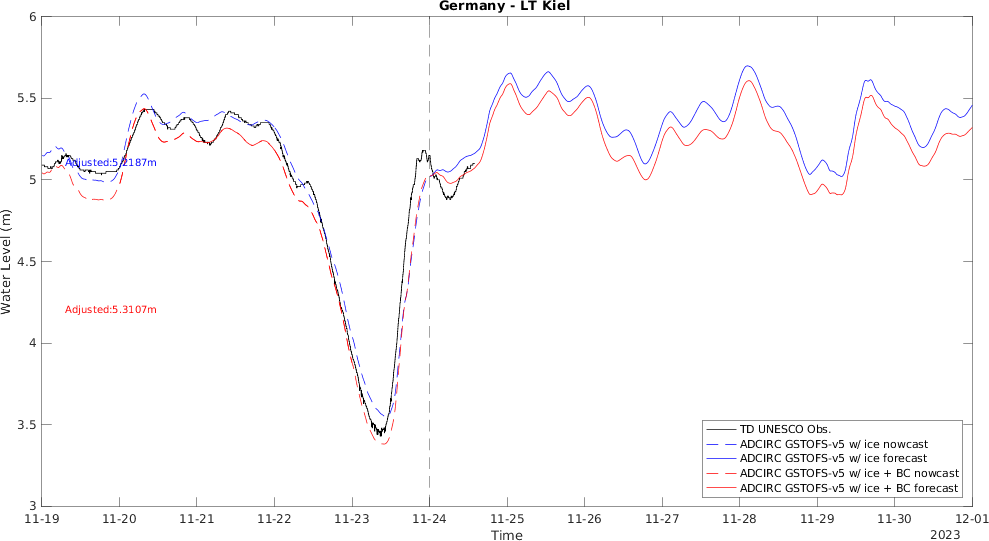 Germany - LT Kiel
6
5.5
5
4.5
4
3.5
3
Water Level (m)
Adjusted:5.2187m
Adjusted:5.3107m
TD UNESCO Obs.
ADCIRC GSTOFS-v5 w/ ice nowcast
ADCIRC GSTOFS-v5 w/ ice forecast
ADCIRC GSTOFS-v5 w/ ice + BC nowcast
ADCIRC GSTOFS-v5 w/ ice + BC forecast
11-19 11-20 11-21 11-22 11-23 11-24 11-25 11-26 11-27 11-28 11-29 11-30 12-01
Time
2023